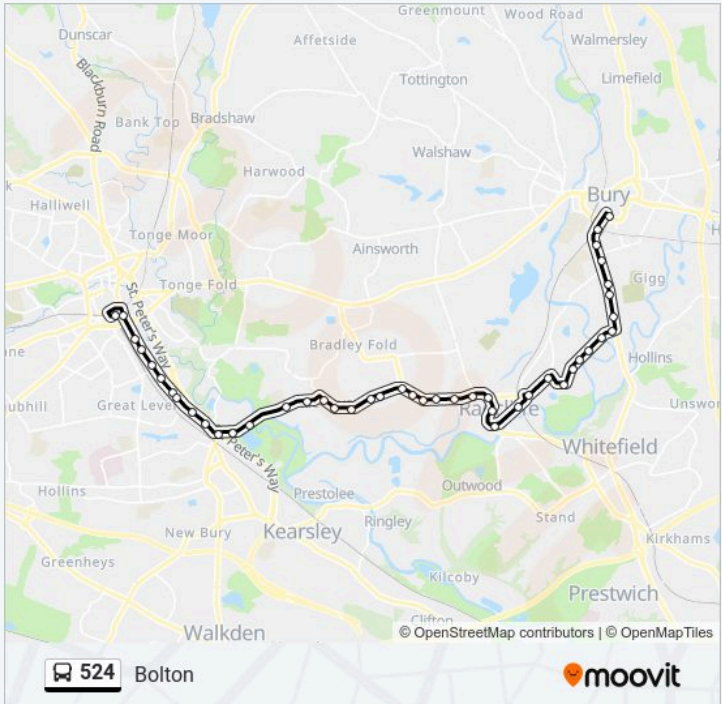 Greenmount
Wood Road
Dunscar
Affetside
Walmersley
Blackburn Road
Tottington
Limefield
Bank Top
Bradshaw
Walshaw
Harwood
Bury
Halliwell
Tonge Moor
Ainsworth
Gigg
Tonge Fold
St. Peter's Way
Bradley Fold
Hollins
Great Leve
Unswor
Whitefield
Outwood
Peter's Way
Hollins
Prestolee
Stand
New Bury
Kearsley
Ringley
Kirkhams
Greenheys
Kilcoby
Prestwich
Clifton
Walkden
© OpenStreetMap contributors | © OpenMapTiles
524 Bolton
moovit